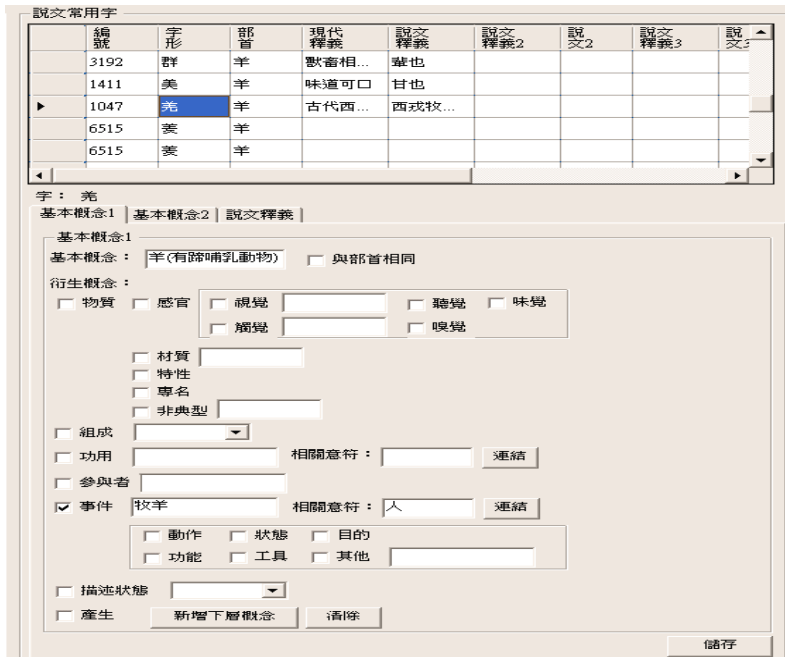 說文常用字
編號 字形 部首 現代釋義 說文釋義 說文釋義2 說文2 說文釋義3 說文3
3192 群 羊 獸畜相... 輩也
1411 美 羊 味道可口 甘也
1047 羌 羊 古代西... 西戎牧...
6515 羨 羊
6515 羨 羊
字： 羌
基本概念1 基本概念2 說文釋義
基本概念1
基本概念： 羊(有蹄哺乳動物) 與部首相同
衍生概念：
物質 感官 視覺 聽覺 味覺
觸覺 嗅覺
材質
特性
專名
非典型
組成
功用 相關意符： 連結
參與者
事件 牧羊 相關意符： 人 連結
動作 狀態 目的
功能 工具 其他
描述狀態
產生 新增下層概念 清除
儲存